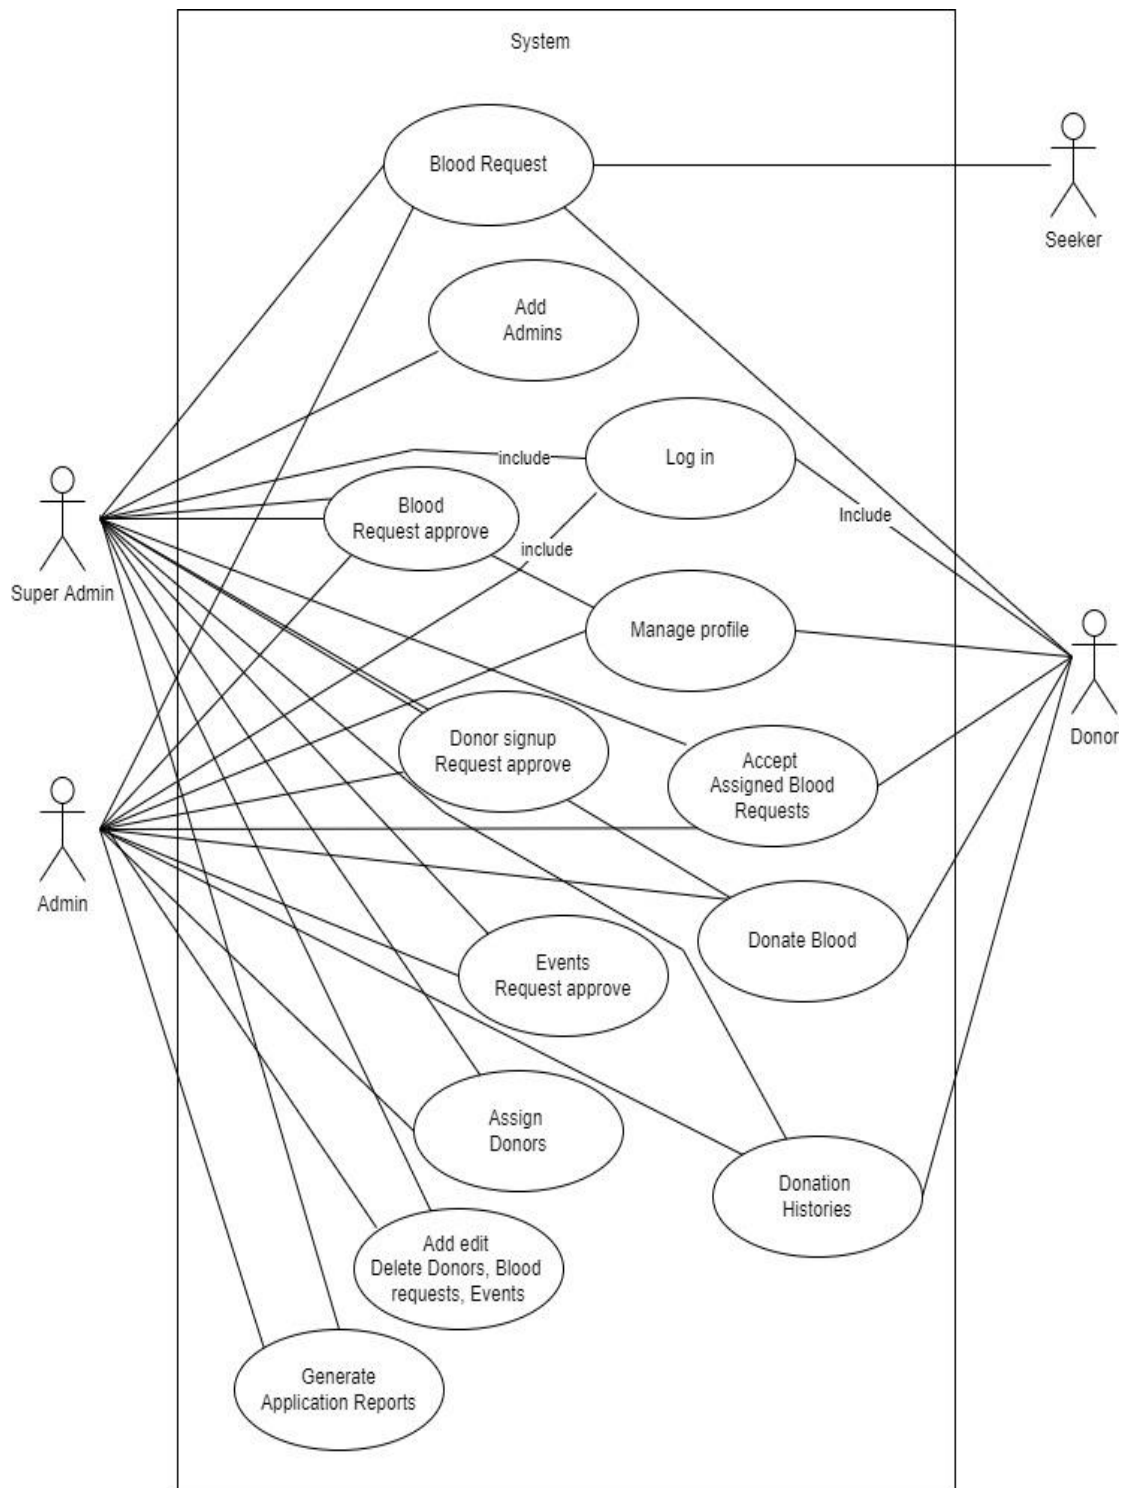 System
Blood Request
Seeker
Add
Admins
Log in
include
Include
Blood
Request approve
include
Super Admin
Manage profile
Donor
Donor signup
Request approve
Accept
Assigned Blood
Requests
Admin
Donate Blood
Events
Request approve
Assign
Donors
Donation
Histories
Add edit
Delete Donors, Blood
requests, Events
Generate
Application Reports